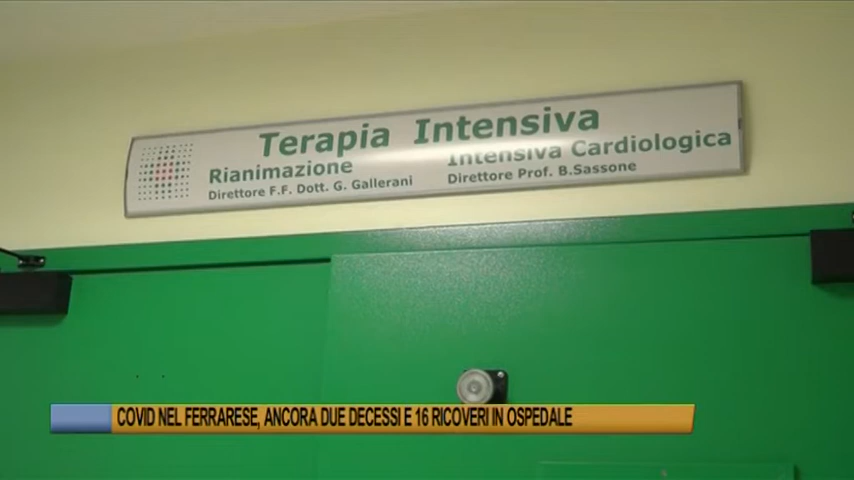 Terapia Intensiva
Rianimazione
Direttore F.F. Dott. G. Gallerani
Intensiva Cardiologica
Direttore Prof. B.Sassone
COVID NEL FERRARESE, ANCORA DUE DECESSI E 16 RICOVERI IN OSPEDALE